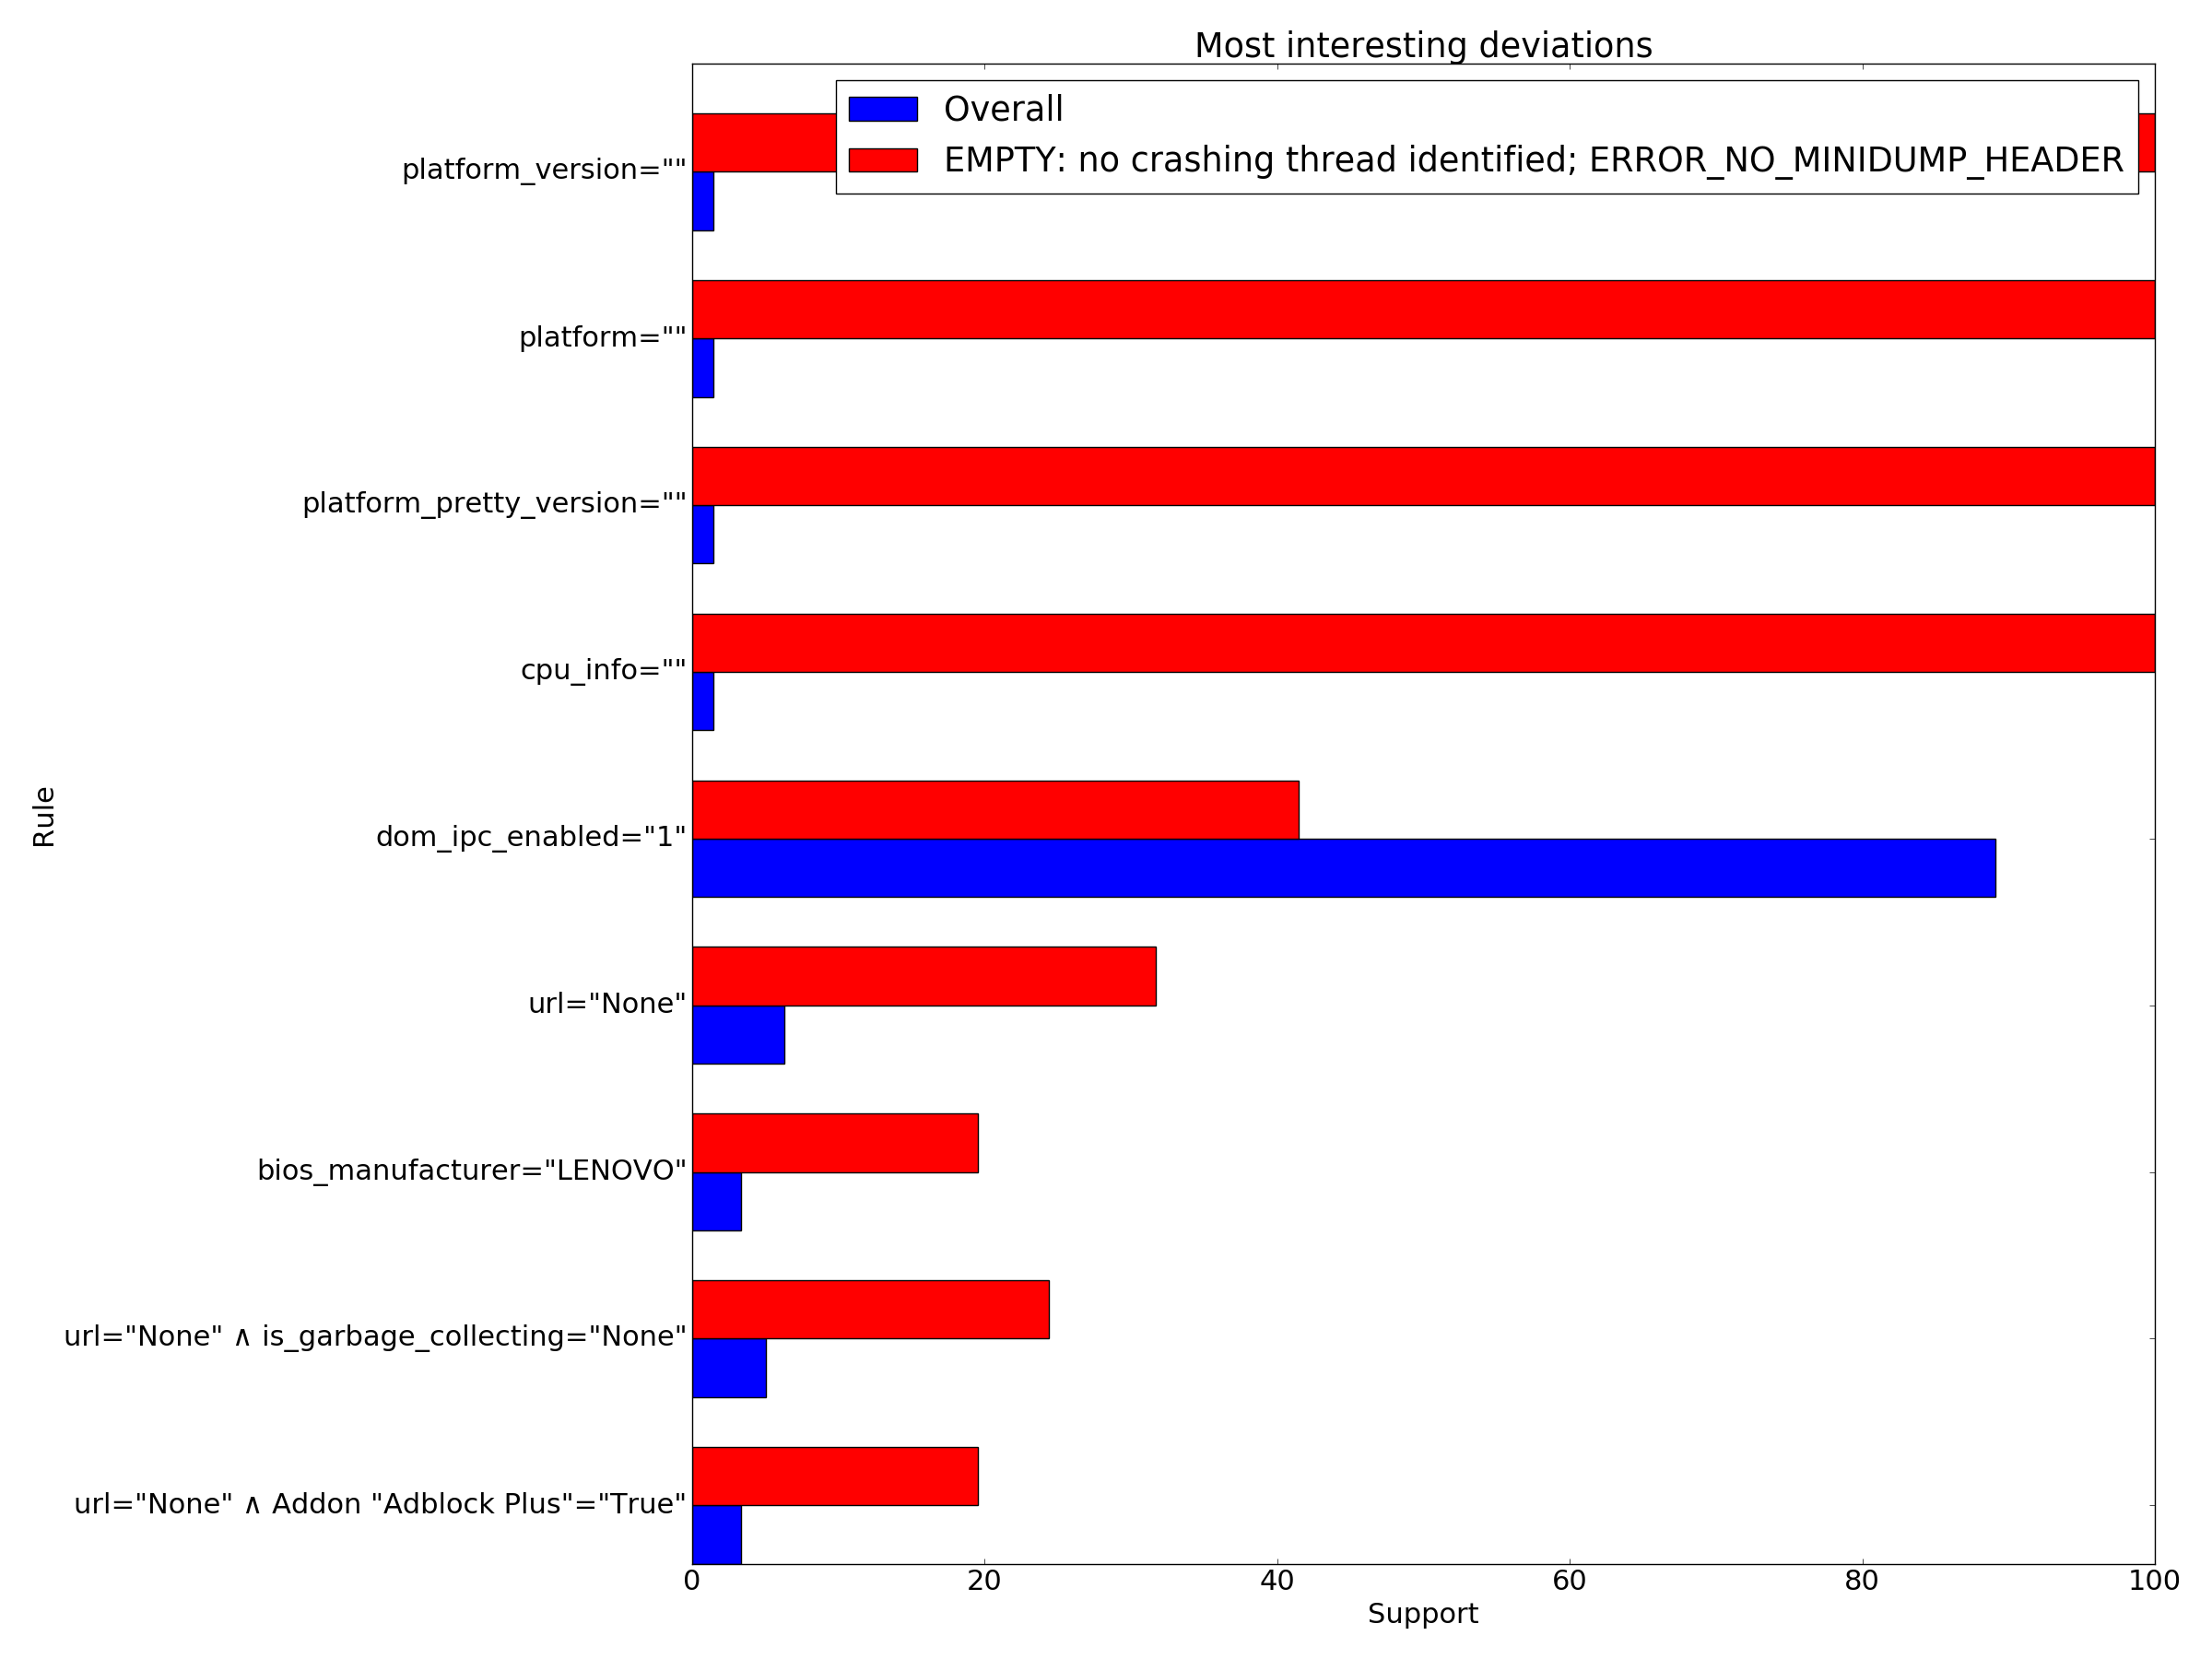 Most interesting deviations
Overall
EMPTY: no crashing thread identified; ERROR_NO_MINIDUMP_HEADER
platform_version=""
platform=""
platform_pretty_version=""
cpu_info=""
Rule
dom_ipc_enabled="1"
url="None"
bios_manufacturer="LENOVO"
url="None" ∧ is_garbage_collecting="None"
url="None" ∧ Addon "Adblock Plus"="True"
0 20 40 60 80 100
Support